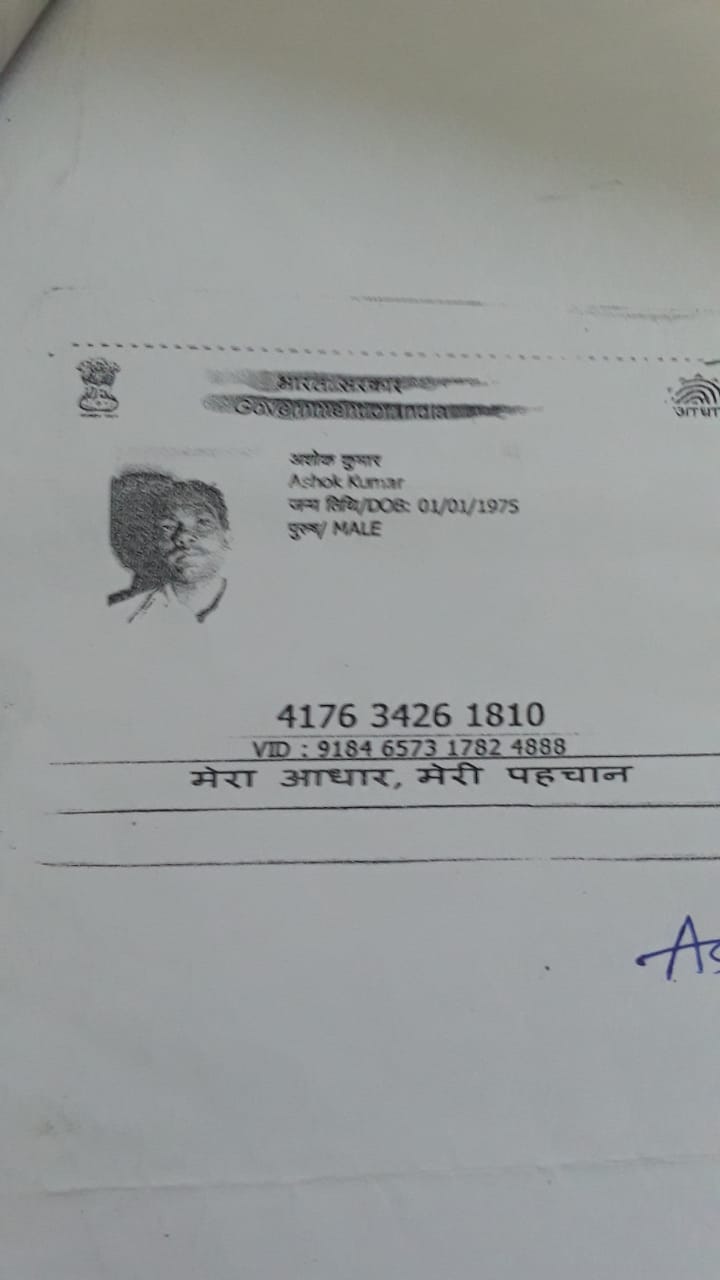 भारत सरकार
Government of India
अशोक कुमार
Ashok Kumar
जन्म तिथि/DOB: 01/01/1975
पुरुष/ MALE
4176 3426 1810
VID : 9184 6573 1782 4888
मेरा आधार, मेरी पहचान
As